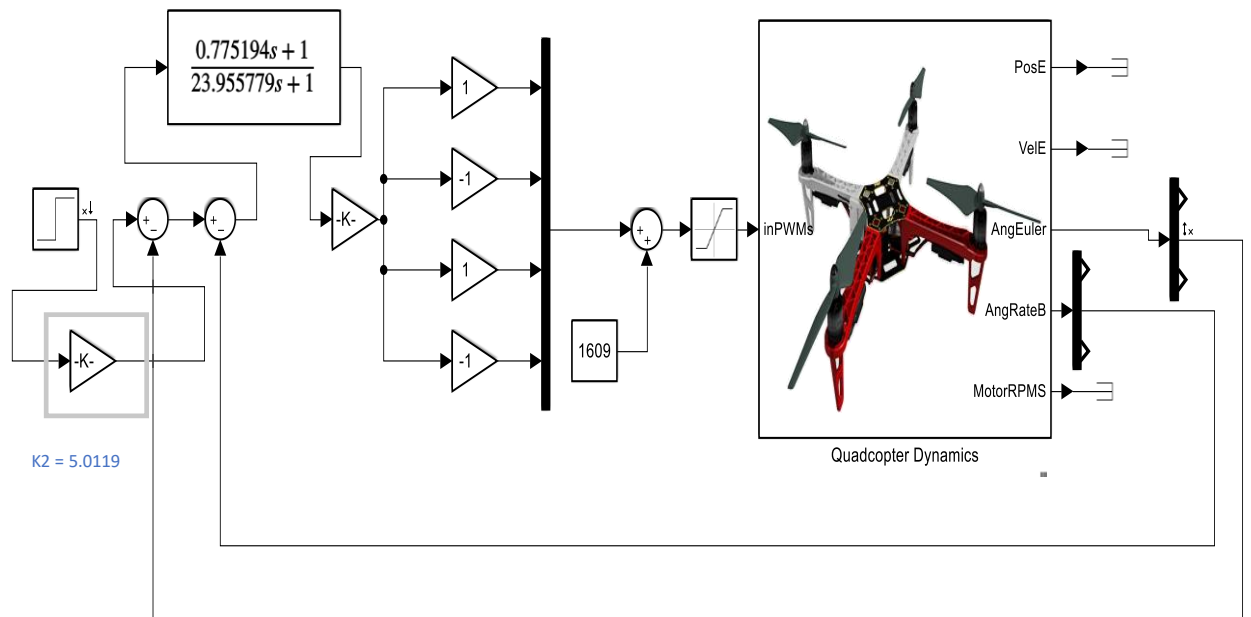 0.775194s + 1
23.955779s + 1
1
-1
1
-1
-K-
+
−
+
−
x
-K-
K2 = 5.0119
+
+
1609
inPWMs
PosE
VelE
AngEuler
AngRateB
MotorRPMS
x
Quadcopter Dynamics